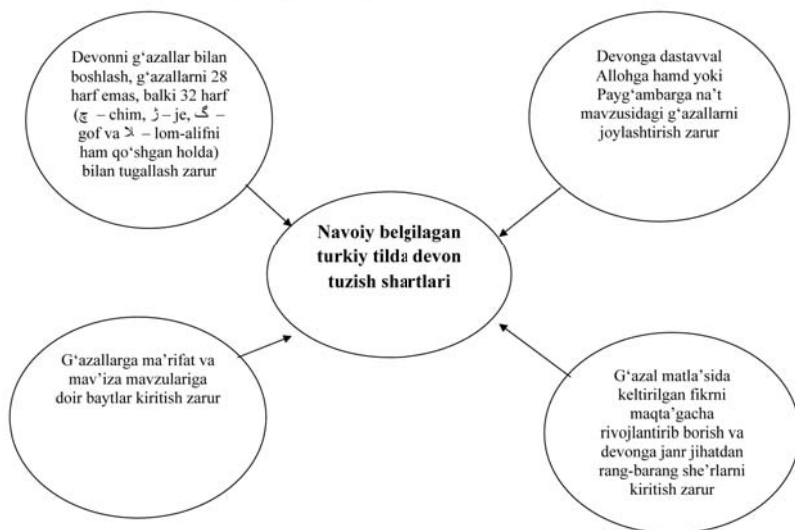 Devonni g‘azallar bilan
boshlash, g‘azallarni 28
harf emas, balki 32 harf
(چ – chim, ژ – je, گ –
gof va لا – lom-alifni
ham qo‘shgan holda)
bilan tugallash zarur
Devonga dastavval
Allohga hamd yoki
Payg‘ambarga na’t
mavzusidagi g‘azallarni
joylashtirish zarur
Navoiy belgilagan
turkiy tilda devon
tuzish shartlari
G‘azallarga ma’rifat va
mav’iza mavzulariga
doir baytlar kiritish zarur
G‘azal matla’sida
keltirilgan fikrni
maqta’gacha
rivojlantirib borish va
devonga janr jihatdan
rang-barang she’rlarni
kiritish zarur